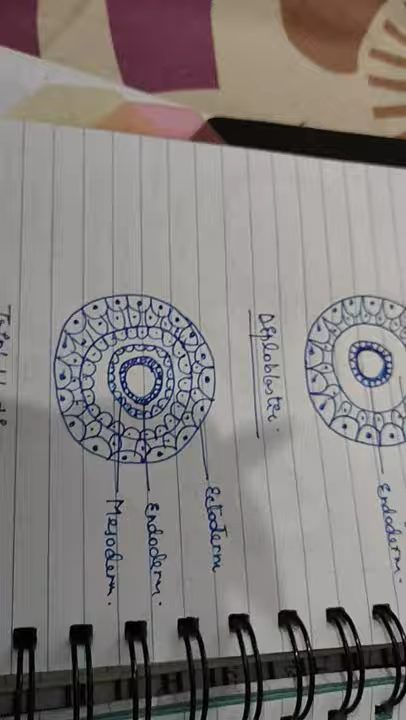 Endoderm.
Diploblastic.
Ectoderm
Endoderm.
Mesoderm.